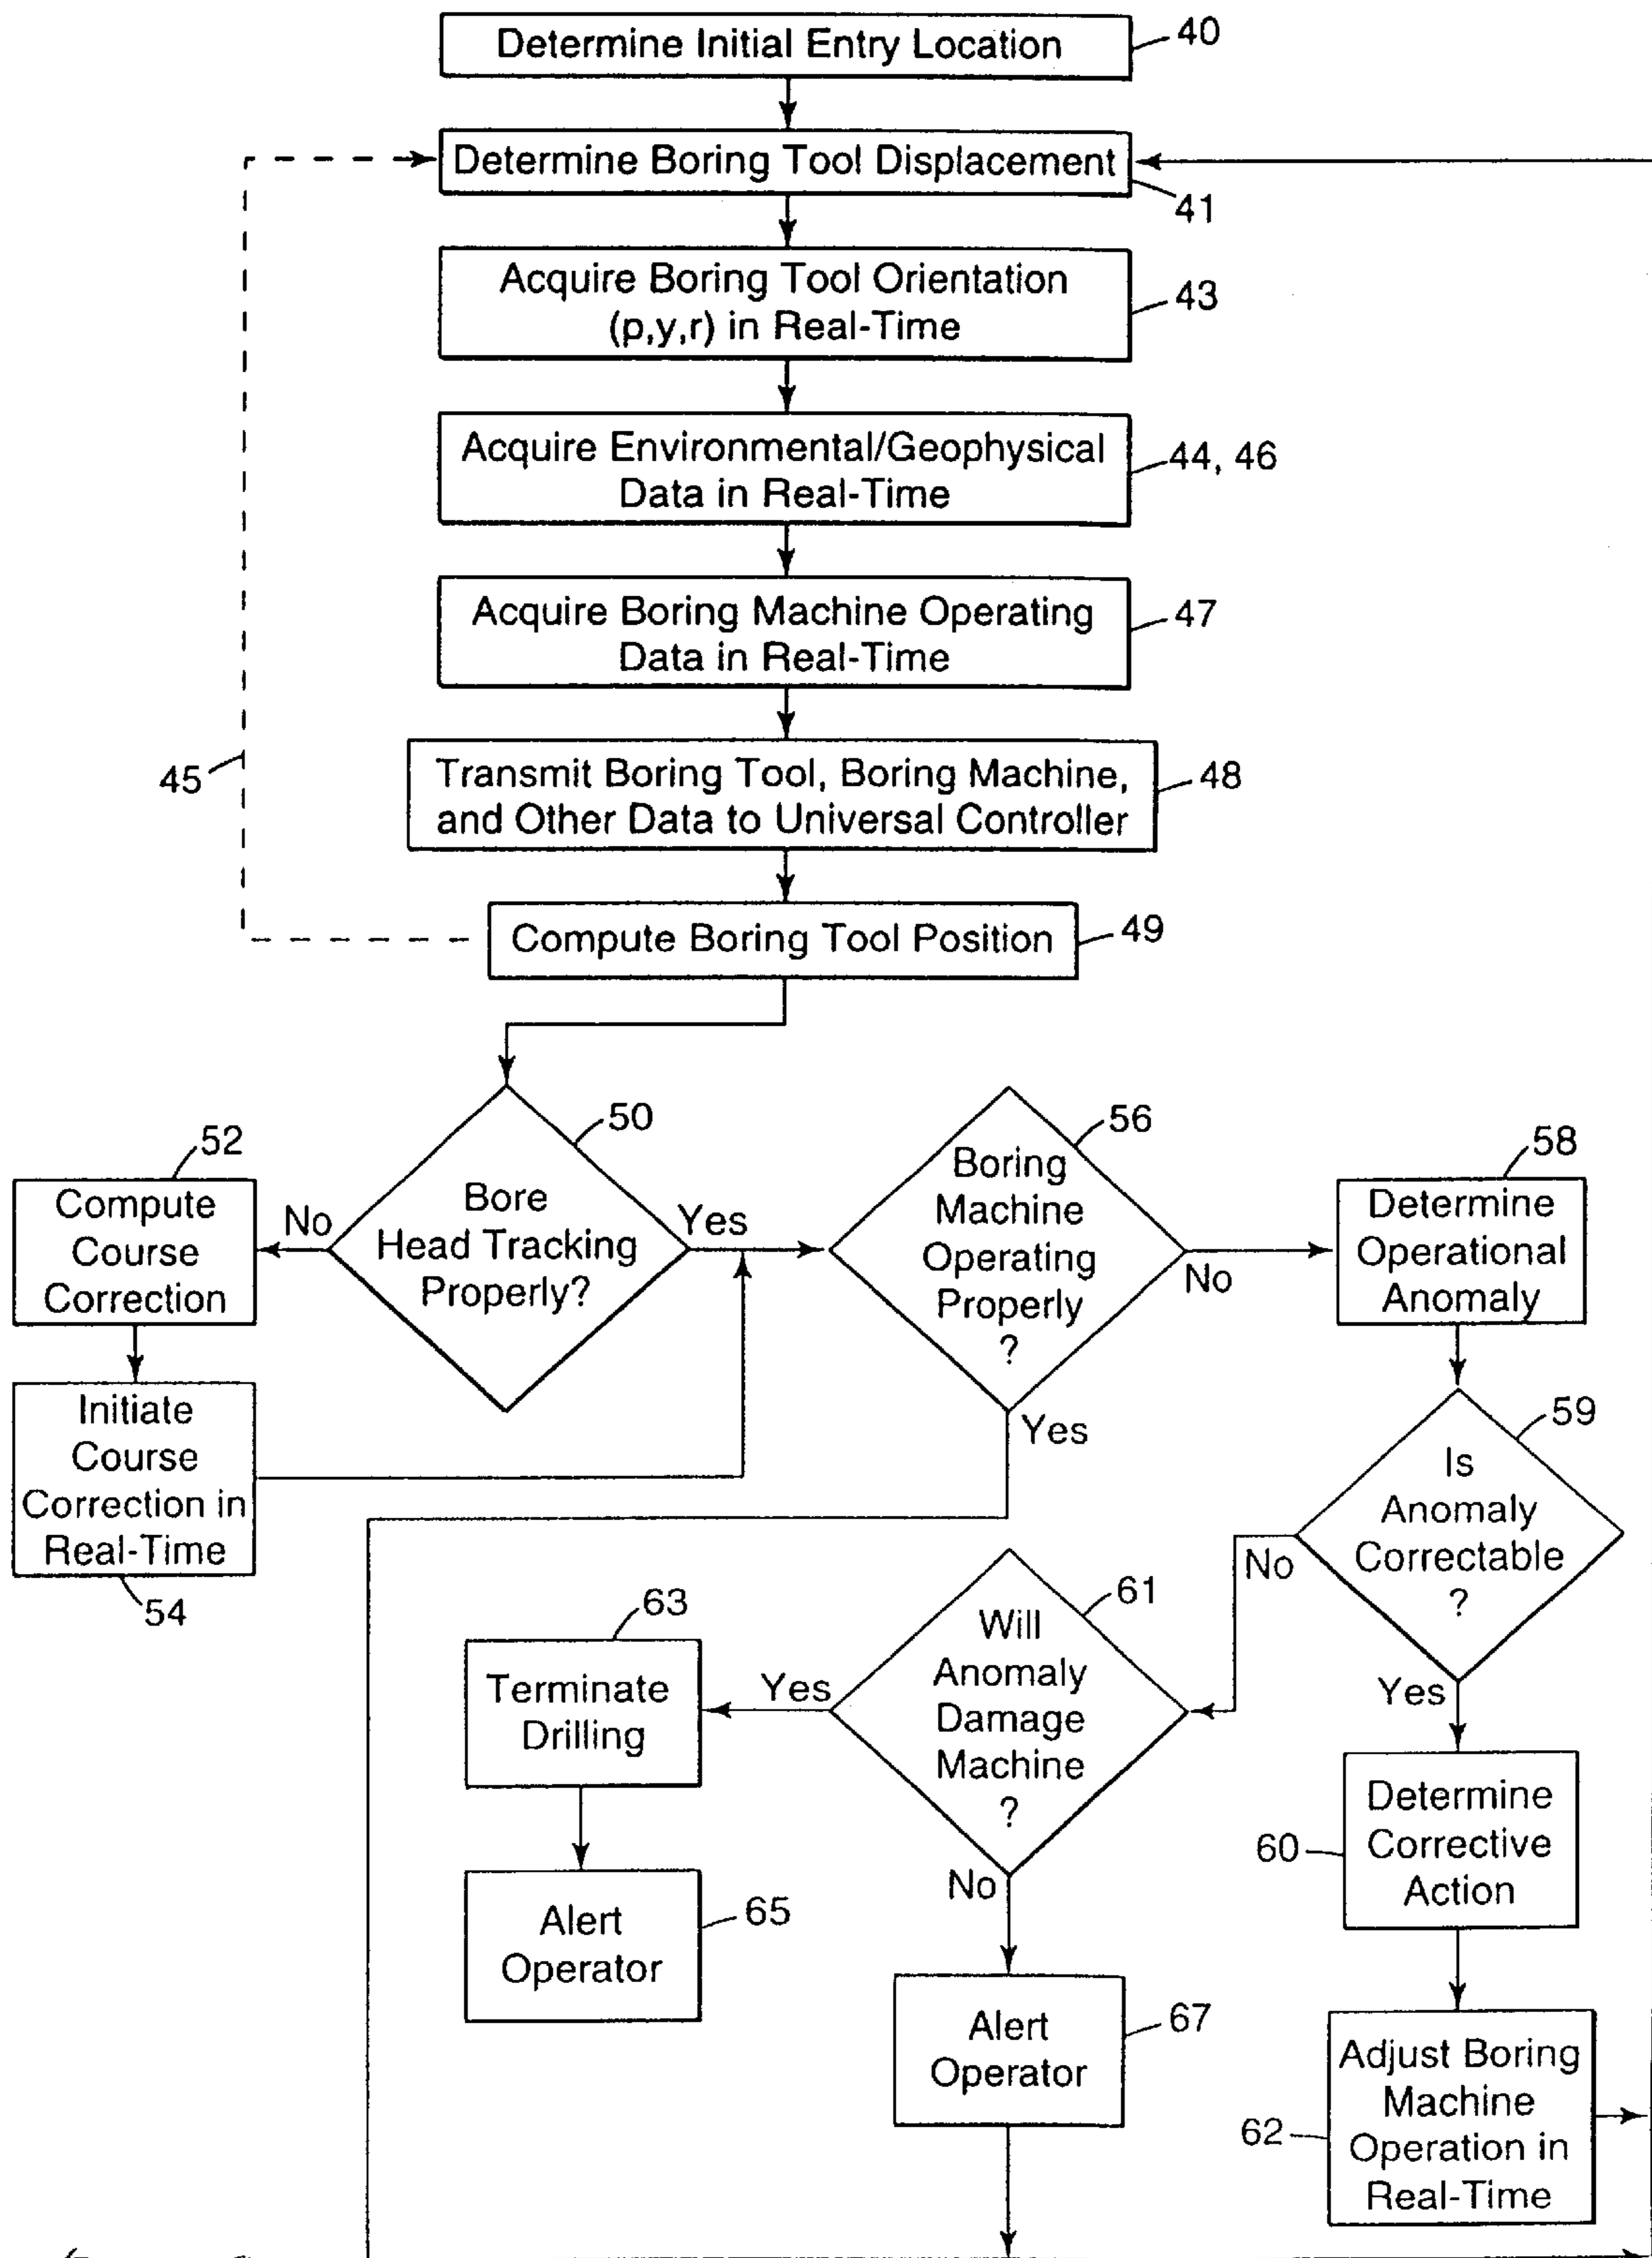 Determine Initial Entry Location
40
Determine Boring Tool Displacement
41
Acquire Boring Tool Orientation
(p,y,r) in Real-Time
43
Acquire Environmental/Geophysical
Data in Real-Time
44, 46
Acquire Boring Machine Operating
Data in Real-Time
47
45
Transmit Boring Tool, Boring Machine,
and Other Data to Universal Controller
48
Compute Boring Tool Position
49
50
Bore
Head Tracking
Properly?
No
Yes
52
Compute
Course
Correction
Initiate
Course
Correction in
Real-Time
54
56
Boring
Machine
Operating
Properly
?
No
Yes
58
Determine
Operational
Anomaly
59
Is
Anomaly
Correctable
?
No
Yes
61
Will
Anomaly
Damage
Machine
?
Yes
No
63
Terminate
Drilling
Alert
Operator
65
Alert
Operator
67
60
Determine
Corrective
Action
62
Adjust Boring
Machine
Operation in
Real-Time